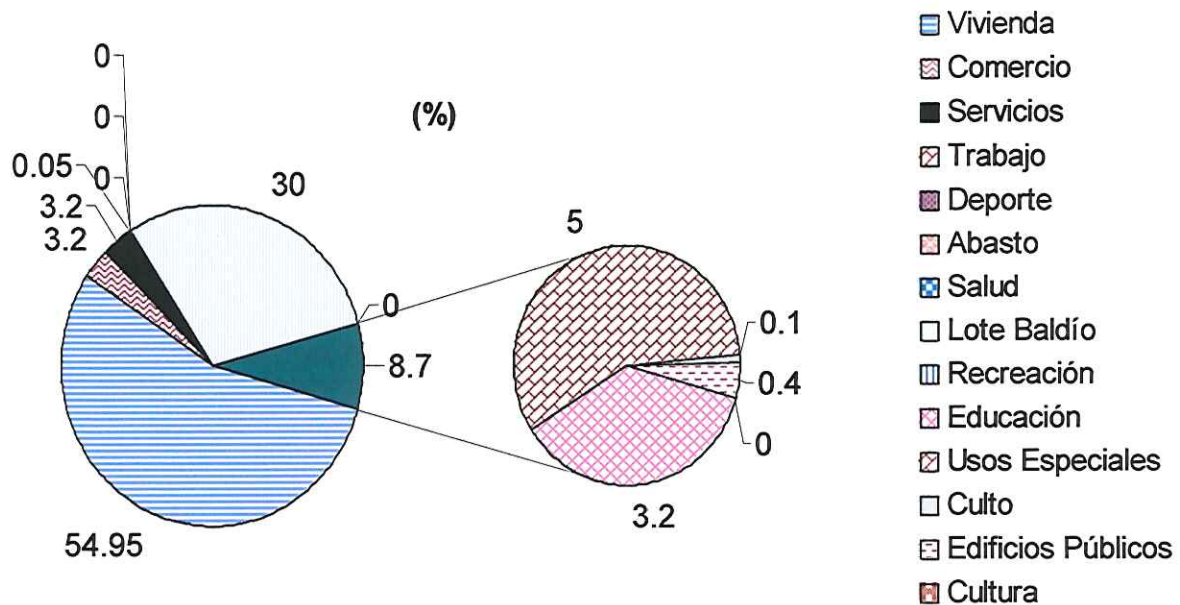 (%)
0
0
0.05
0
3.2
3.2
30
0
8.7
54.95
5
0.1
0.4
0
3.2
Vivienda
Comercio
Servicios
Trabajo
Deporte
Abasto
Salud
Lote Baldío
Recreación
Educación
Usos Especiales
Culto
Edificios Públicos
Cultura